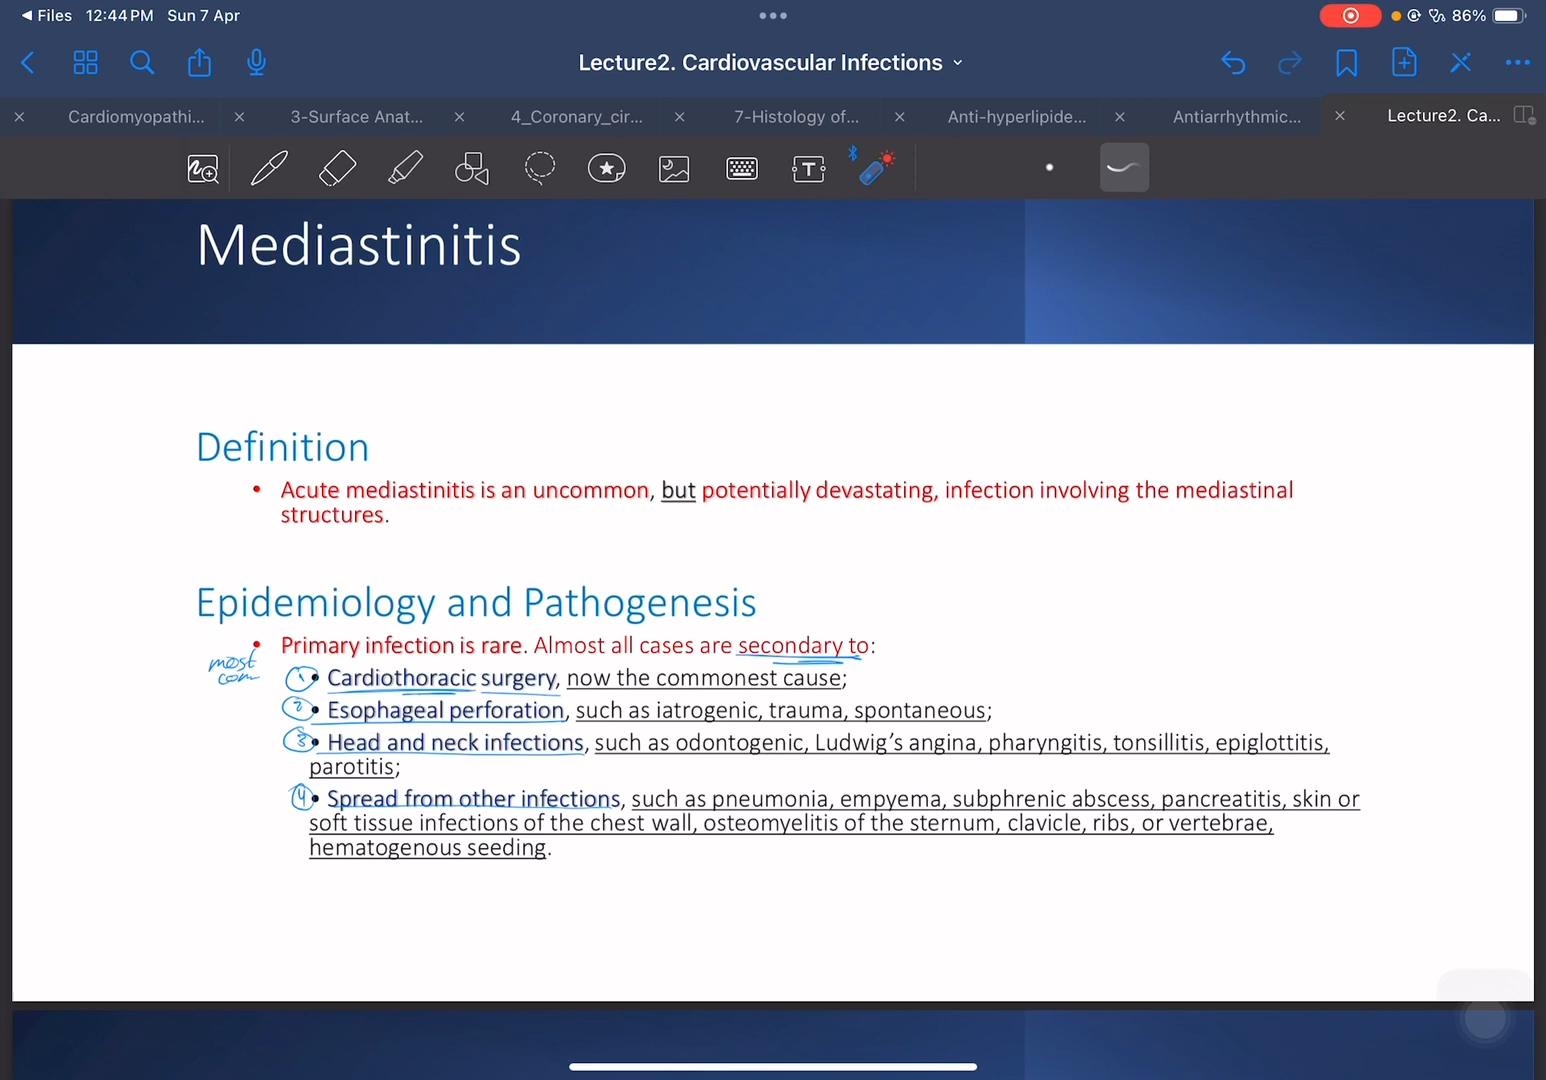 Files 12:44 PM Sun 7 Apr 86%
Lecture2. Cardiovascular Infections
Cardiomyopathi... 3-Surface Anat... 4_Coronary_cir... 7-Histology of... Anti-hyperlipide... Antiarrhythmic... Lecture2. Ca...
T
Mediastinitis
Definition
• Acute mediastinitis is an uncommon, but potentially devastating, infection involving the mediastinal
structures.
Epidemiology and Pathogenesis
• Primary infection is rare. Almost all cases are secondary to:
most
com
1 • Cardiothoracic surgery, now the commonest cause;
2 • Esophageal perforation, such as iatrogenic, trauma, spontaneous;
3 • Head and neck infections, such as odontogenic, Ludwig's angina, pharyngitis, tonsillitis, epiglottitis,
parotitis;
4 • Spread from other infections, such as pneumonia, empyema, subphrenic abscess, pancreatitis, skin or
soft tissue infections of the chest wall, osteomyelitis of the sternum, clavicle, ribs, or vertebrae,
hematogenous seeding.